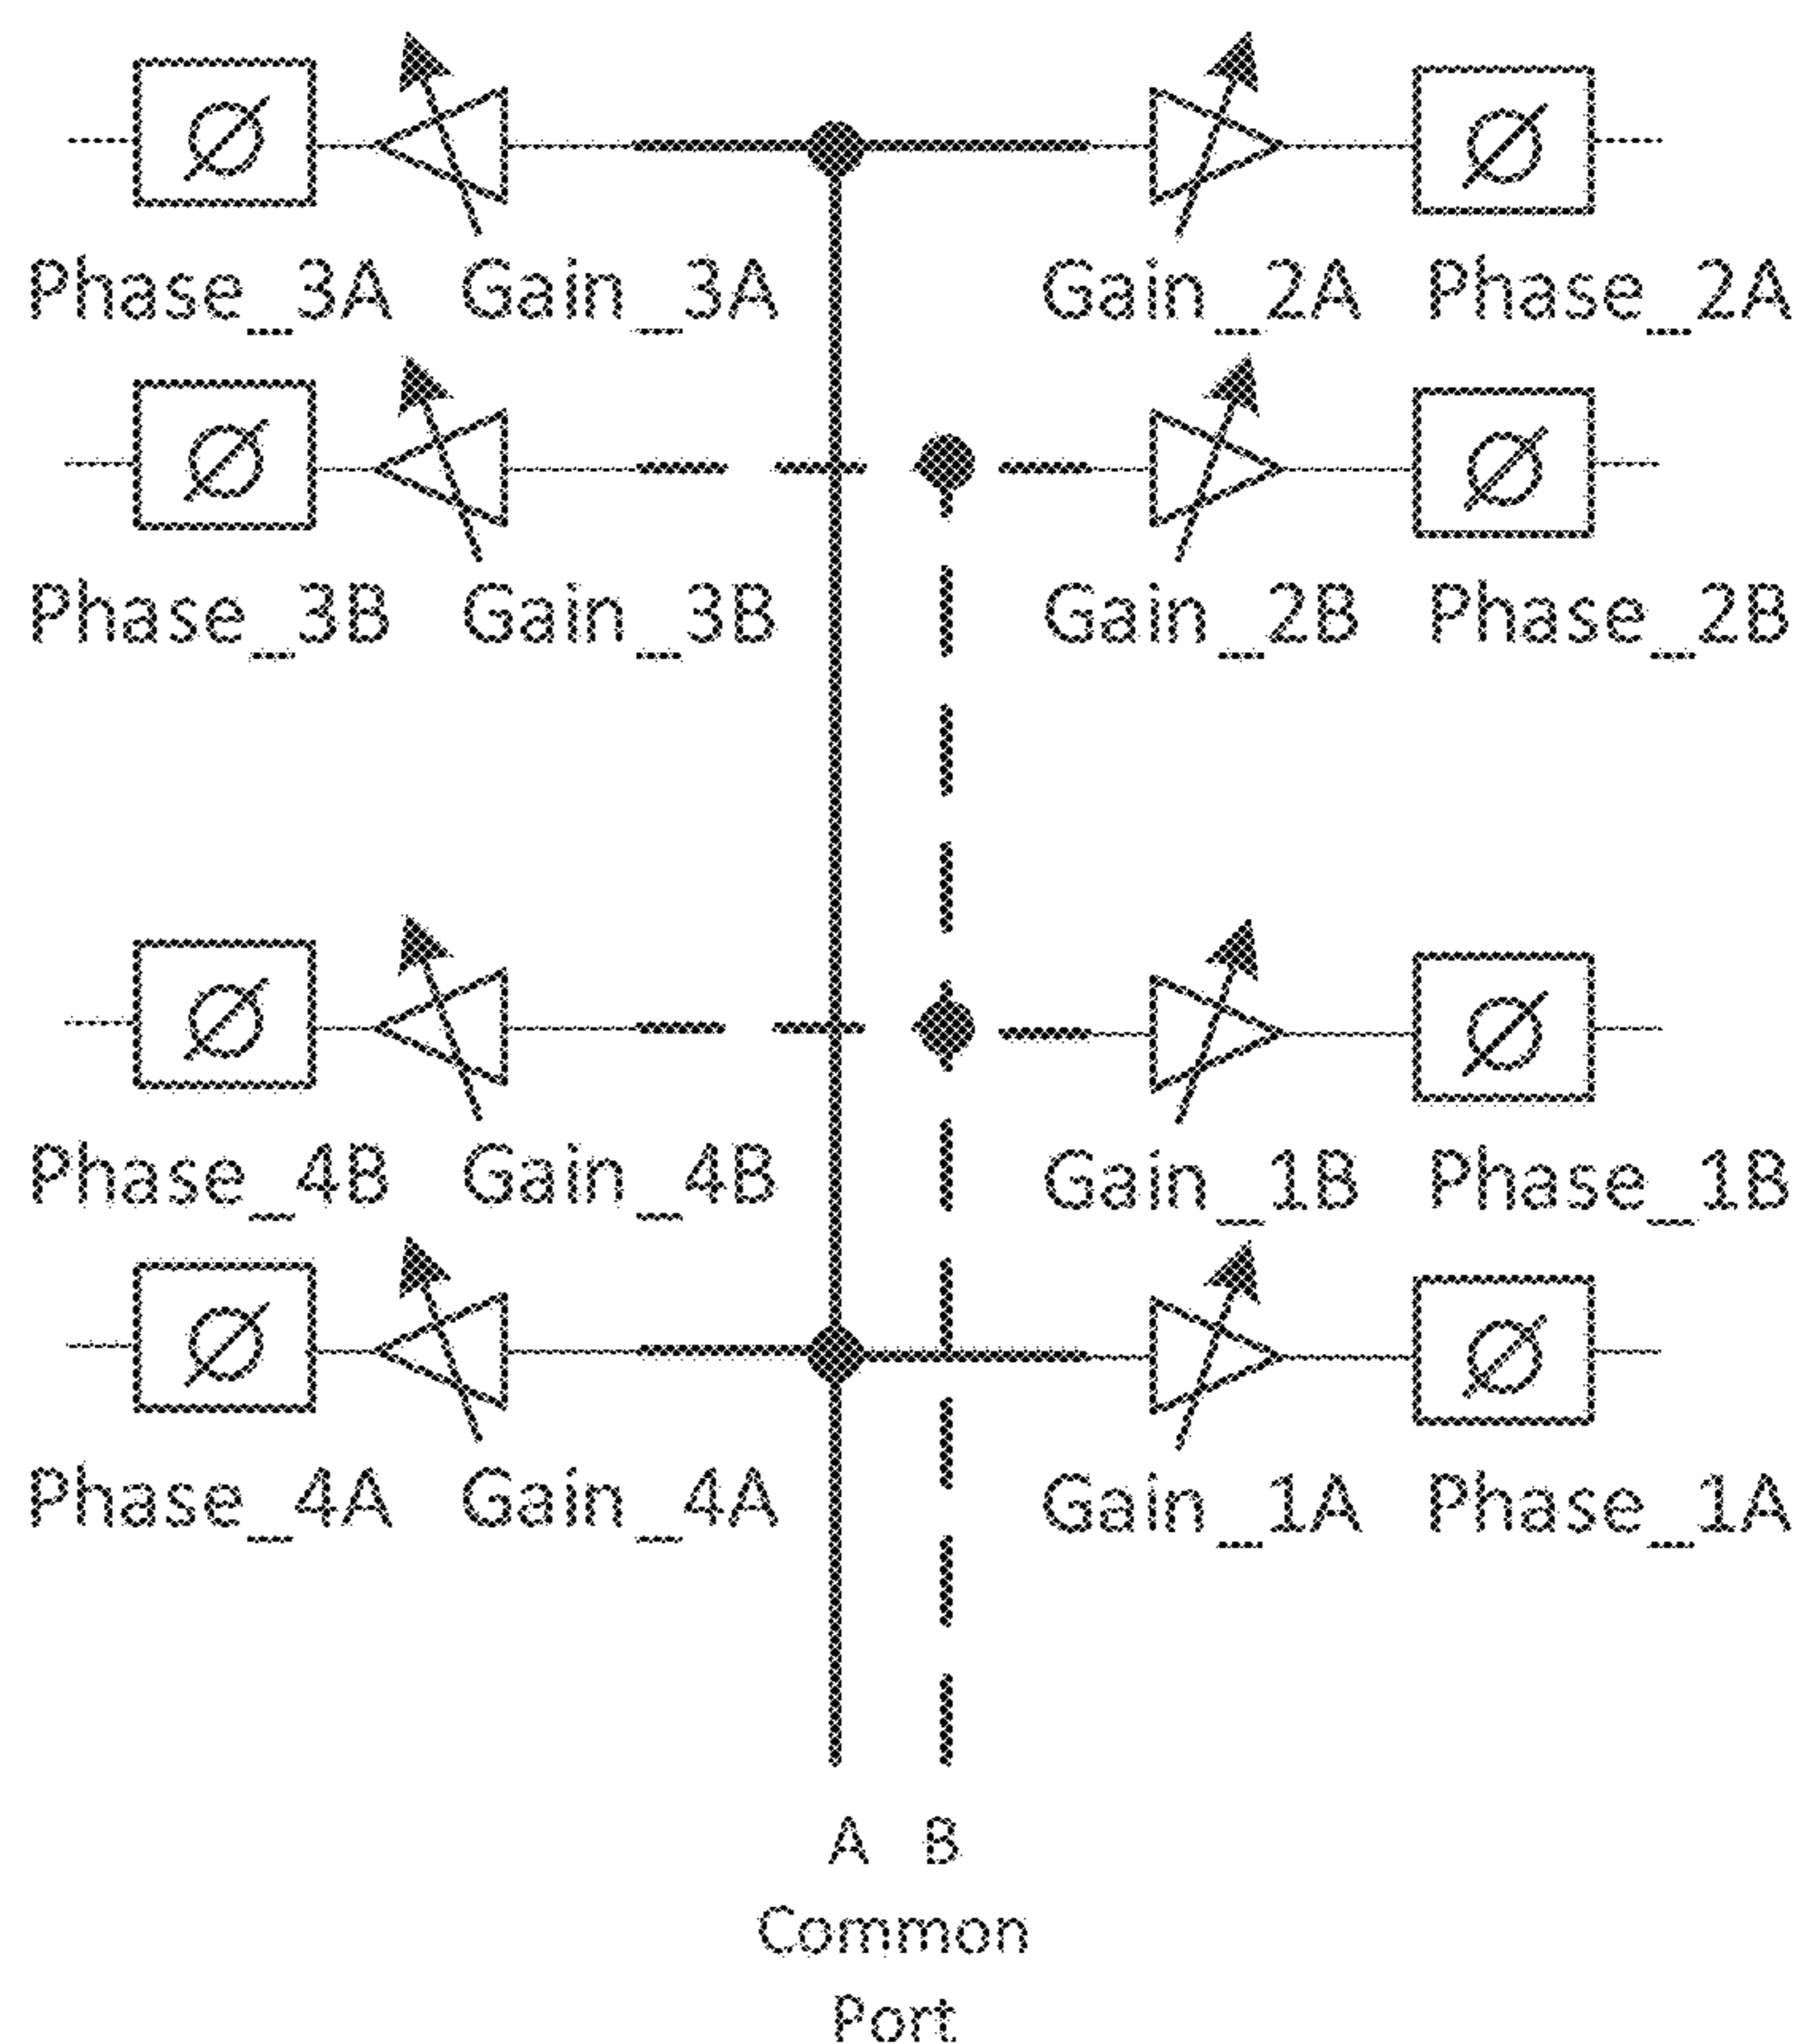 Phase_3A Gain_3A Gain_2A Phase_2A
Phase_3B Gain_3B Gain_2B Phase_2B
Phase_4B Gain_4B Gain_1B Phase_1B
Phase_4A Gain_4A Gain_1A Phase_1A
A B
Common
Port